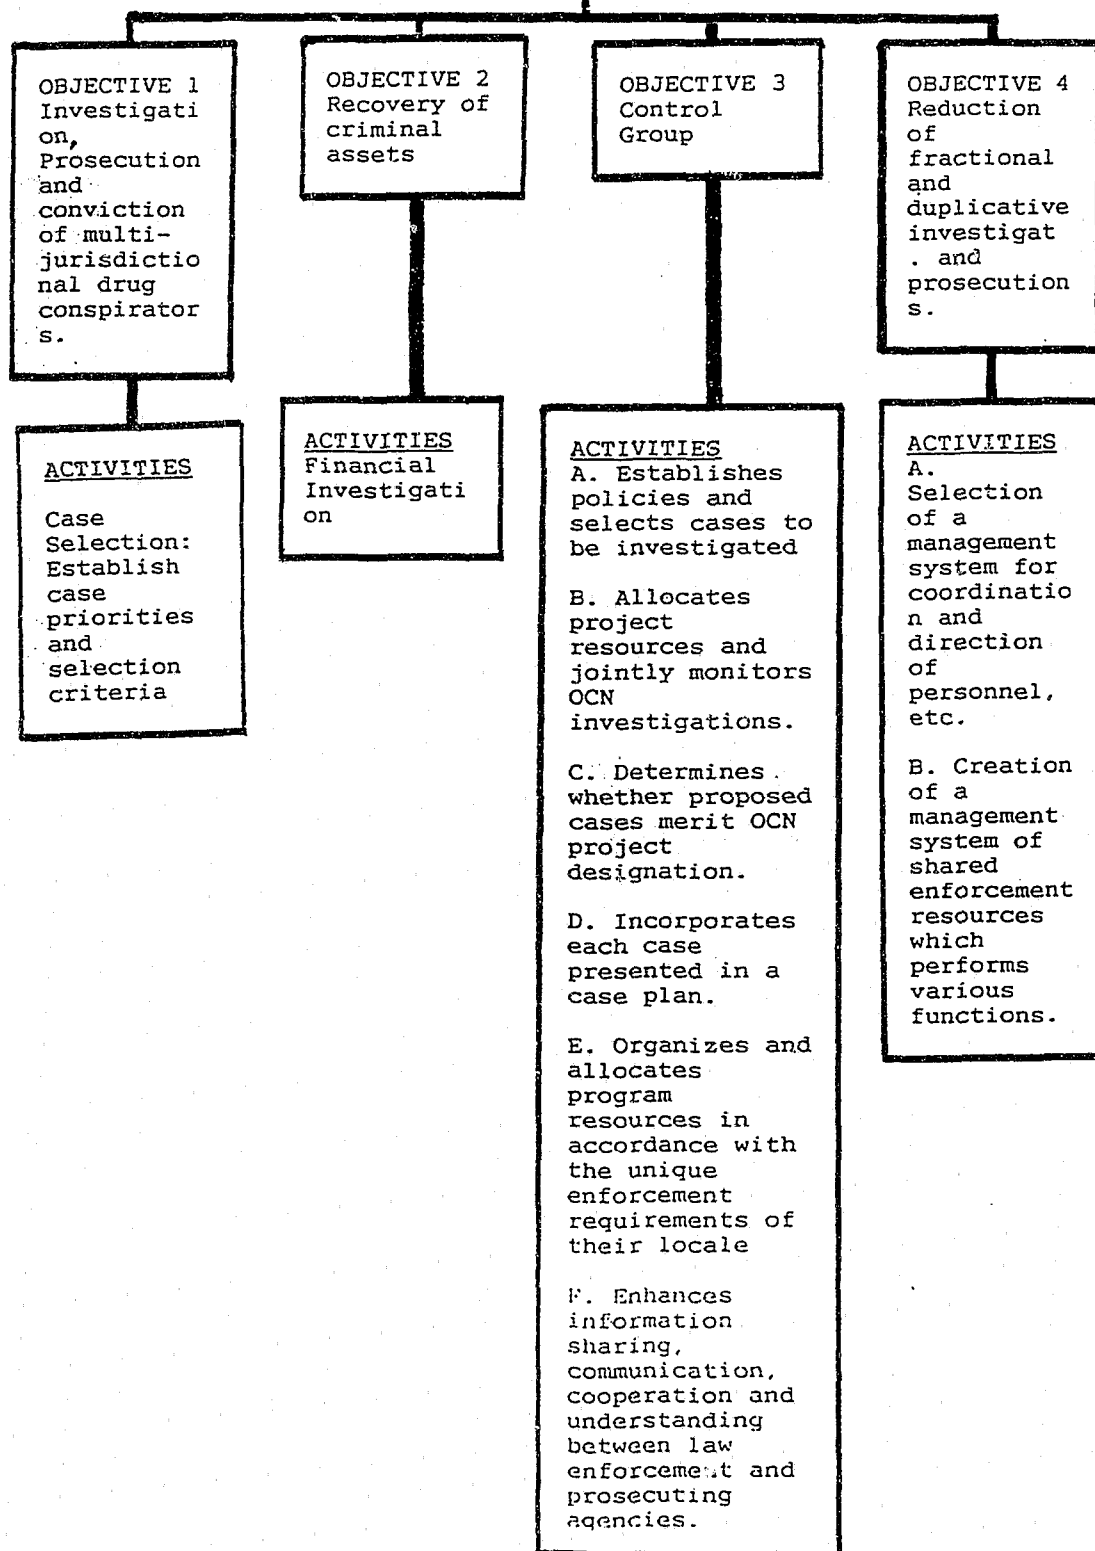 OBJECTIVE 1
Investigati
on,
Prosecution
and
conviction
of multi-
jurisdictio
nal drug
conspirator
s.
OBJECTIVE 2
Recovery of
criminal
assets
OBJECTIVE 3
Control
Group
OBJECTIVE 4
Reduction
of
fractional
and
duplicative
investigat
. and
prosecution
s.
ACTIVITIES
Case
Selection:
Establish
case
priorities
and
selection
criteria
ACTIVITIES
Financial
Investigati
on
ACTIVITIES
A. Establishes
policies and
selects cases to
be investigated
B. Allocates
project
resources and
jointly monitors
OCN
investigations.
C. Determines
whether proposed
cases merit OCN
project
designation.
D. Incorporates
each case
presented in a
case plan.
E. Organizes and
allocates
program
resources in
accordance with
the unique
enforcement
requirements of
their locale
F. Enhances
information
sharing,
communication,
cooperation and
understanding
between law
enforcement and
prosecuting
agencies.
ACTIVITIES
A.
Selection
of a
management
system for
coordinatio
n and
direction
of
personnel,
etc.
B. Creation
of a
management
system of
shared
enforcement
resources
which
performs
various
functions.